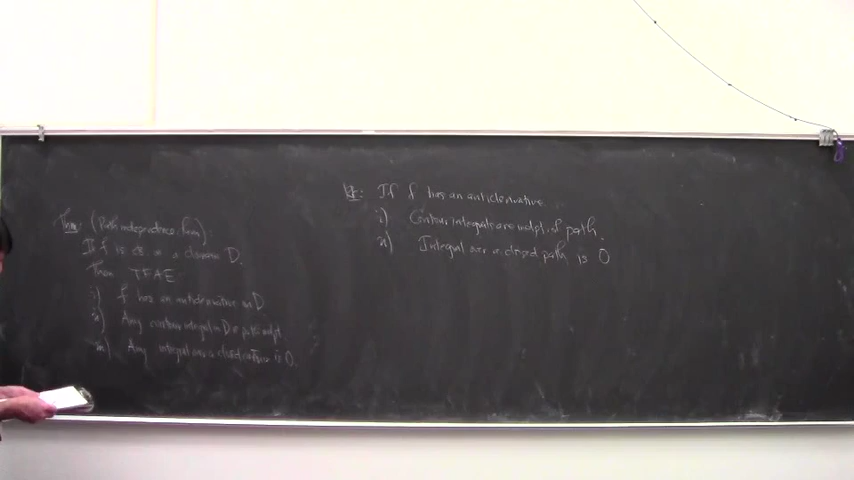 Thm: (Path independence thm).
If f is cts. on a domain D.
Then TFAE
i) f has an antiderivative on D
ii) Any contour integral in D is path indpt.
iii) Any integral over a closed contour is 0.
If f has an antiderivative
i) Contour integrals are indpt. of path.
ii) Integral over a closed path is 0